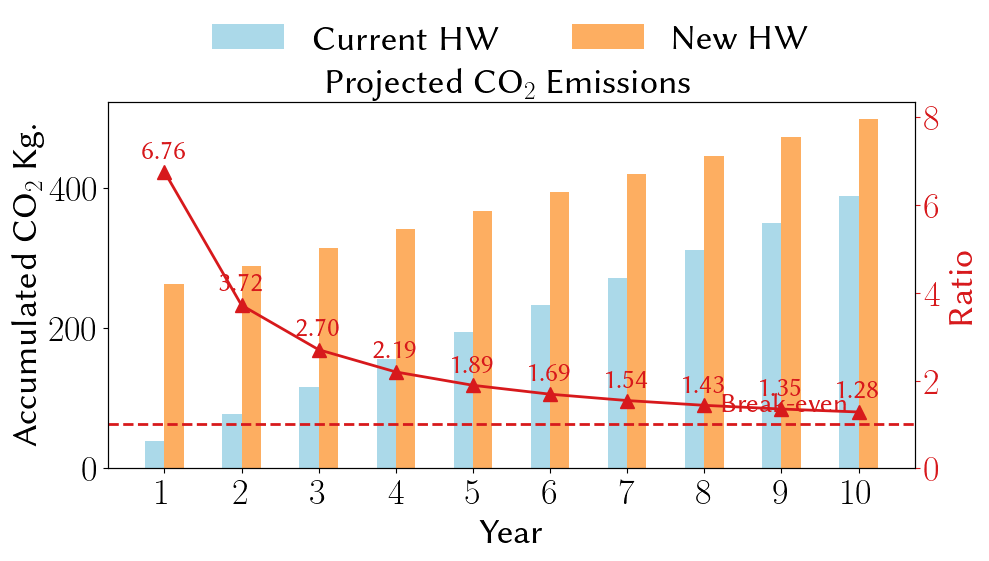 Current HW New HW
Projected CO₂ Emissions
Accumulated CO₂ Kg.
400
200
0
8
6
4
2
0
Ratio
6.76
3.72
2.70
2.19
1.89
1.69
1.54
1.43
1.35
1.28
Break-even
1 2 3 4 5 6 7 8 9 10
Year